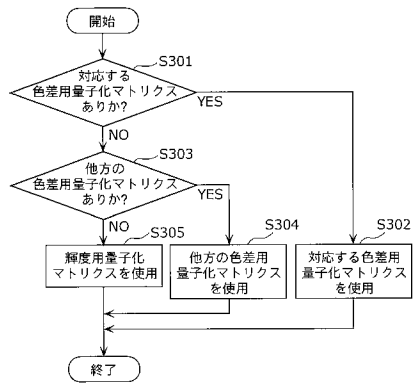 開始
S301
対応する
色差用量子化マトリクス
ありか?
YES
NO
S303
他方の
色差用量子化マトリクス
ありか?
YES
NO
S305
輝度用量子化
マトリクスを使用
S304
他方の色差用
量子化マトリクス
を使用
S302
対応する色差用
量子化マトリクス
を使用
終了